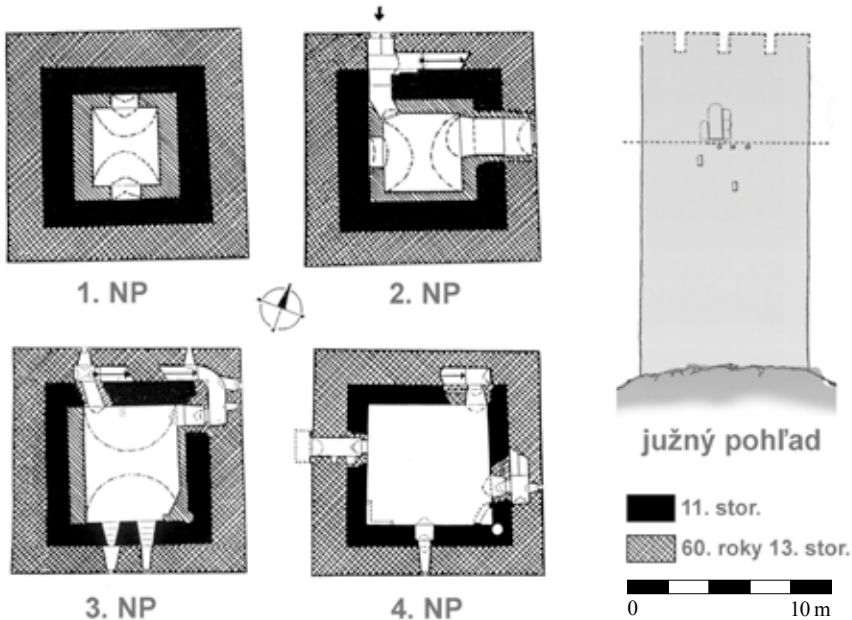 1. NP
2. NP
3. NP
4. NP
južný pohľad
11. stor.
60. roky 13. stor.
0 10 m